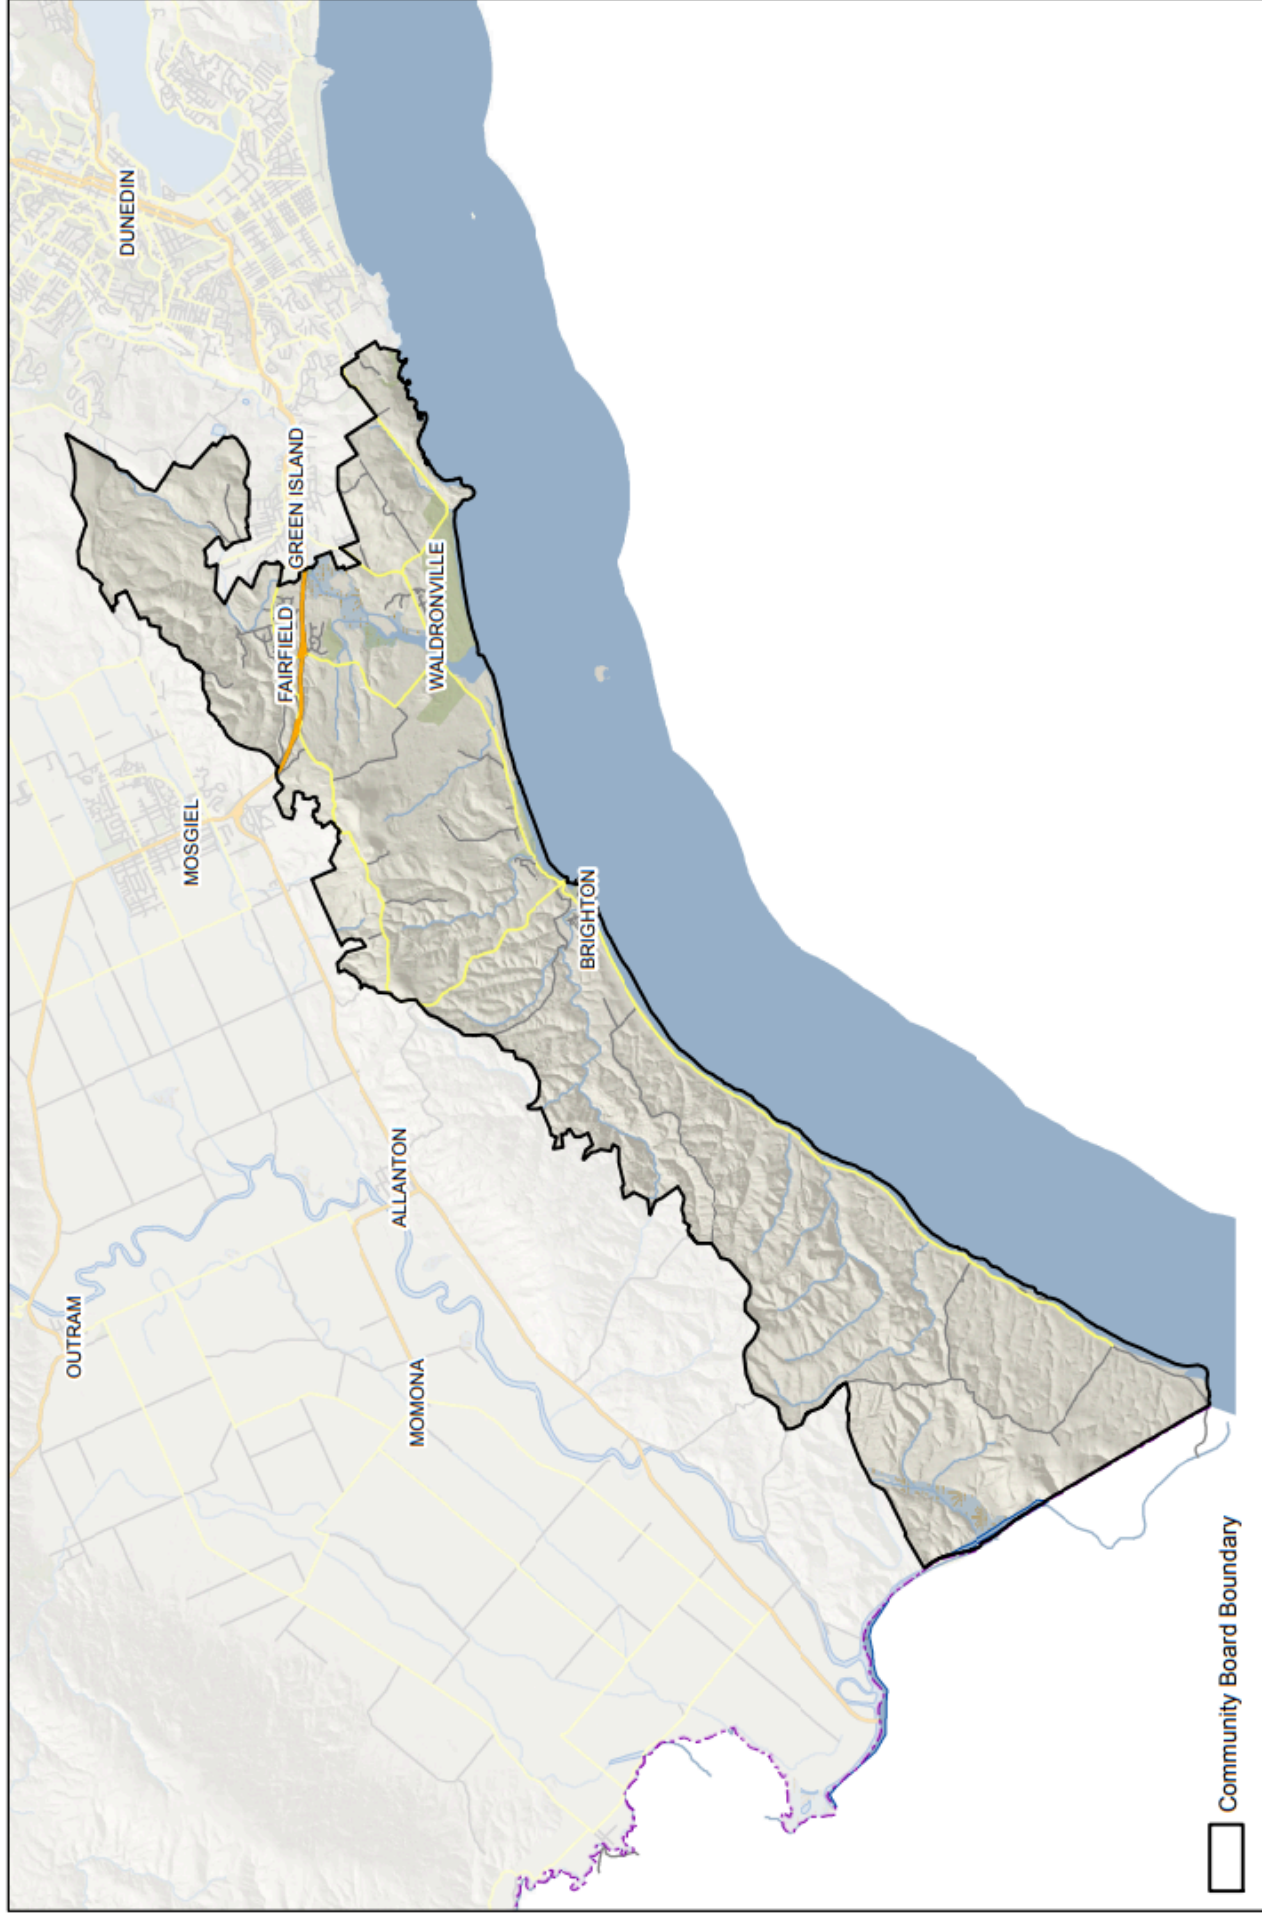 DUNEDIN
GREEN ISLAND
FAIRFIELD
WALDRONVILLE
MOSGIEL
BRIGHTON
ALLANTON
OUTRAM
MOMONA
Community Board Boundary